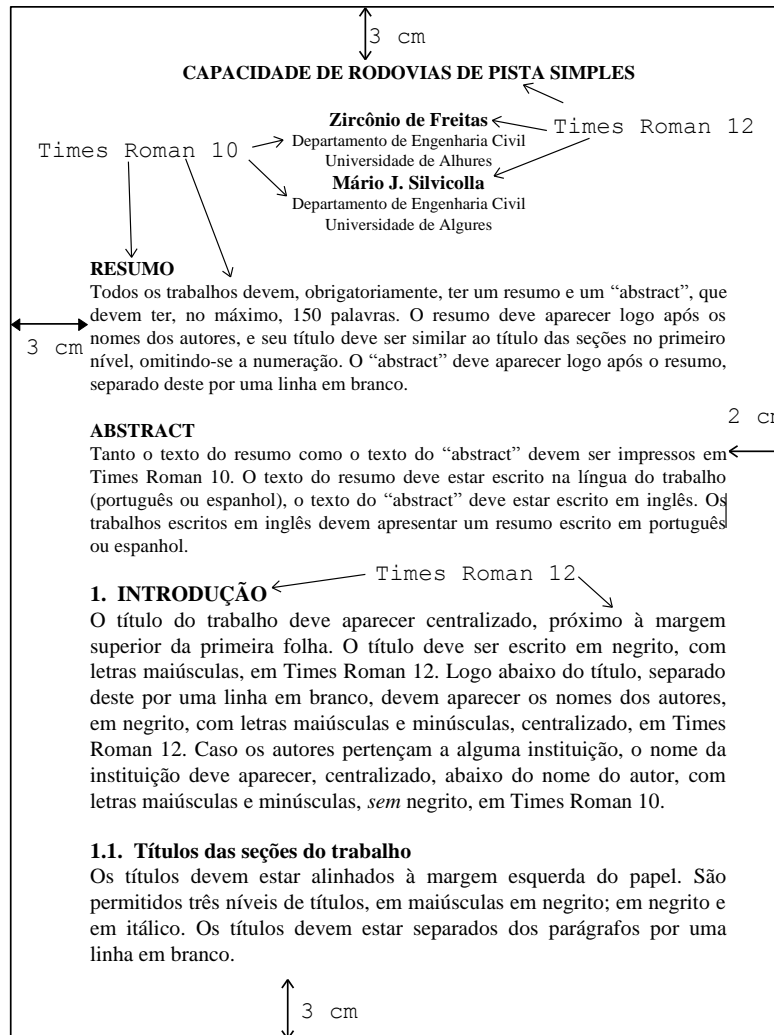 3 cm
CAPACIDADE DE RODOVIAS DE PISTA SIMPLES
Zircônio de Freitas
Times Roman 12
Departamento de Engenharia Civil
Times Roman 10
Universidade de Alhures
Mário J. Silvicolla
Departamento de Engenharia Civil
Universidade de Algures
RESUMO
Todos os trabalhos devem, obrigatoriamente, ter um resumo e um “abstract”, que
devem ter, no máximo, 150 palavras. O resumo deve aparecer logo após os
nomes dos autores, e seu título deve ser similar ao título das seções no primeiro
3 cm
nível, omitindo-se a numeração. O “abstract” deve aparecer logo após o resumo,
separado deste por uma linha em branco.
2 cm
ABSTRACT
Tanto o texto do resumo como o texto do “abstract” devem ser impressos em
Times Roman 10. O texto do resumo deve estar escrito na língua do trabalho
(português ou espanhol), o texto do “abstract” deve estar escrito em inglês. Os
trabalhos escritos em inglês devem apresentar um resumo escrito em português
ou espanhol.
Times Roman 12
1. INTRODUÇÃO
O título do trabalho deve aparecer centralizado, próximo à margem
superior da primeira folha. O título deve ser escrito em negrito, com
letras maiúsculas, em Times Roman 12. Logo abaixo do título, separado
deste por uma linha em branco, devem aparecer os nomes dos autores,
em negrito, com letras maiúsculas e minúsculas, centralizado, em Times
Roman 12. Caso os autores pertençam a alguma instituição, o nome da
instituição deve aparecer, centralizado, abaixo do nome do autor, com
letras maiúsculas e minúsculas, sem negrito, em Times Roman 10.
1.1. Títulos das seções do trabalho
Os títulos devem estar alinhados à margem esquerda do papel. São
permitidos três níveis de títulos, em maiúsculas em negrito; em negrito e
em itálico. Os títulos devem estar separados dos parágrafos por uma
linha em branco.
3 cm